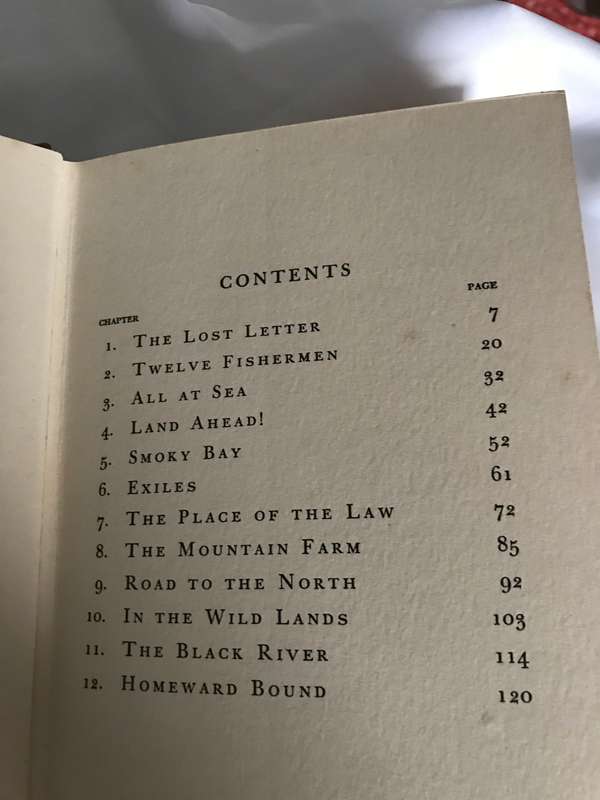 CONTENTS
CHAPTER PAGE
1. THE LOST LETTER 7
2. TWELVE FISHERMEN 20
3. ALL AT SEA 32
4. LAND AHEAD! 42
5. SMOKY BAY 52
6. EXILES 61
7. THE PLACE OF THE LAW 72
8. THE MOUNTAIN FARM 85
9. ROAD TO THE NORTH 92
10. IN THE WILD LANDS 103
11. THE BLACK RIVER 114
12. HOMEWARD BOUND 120